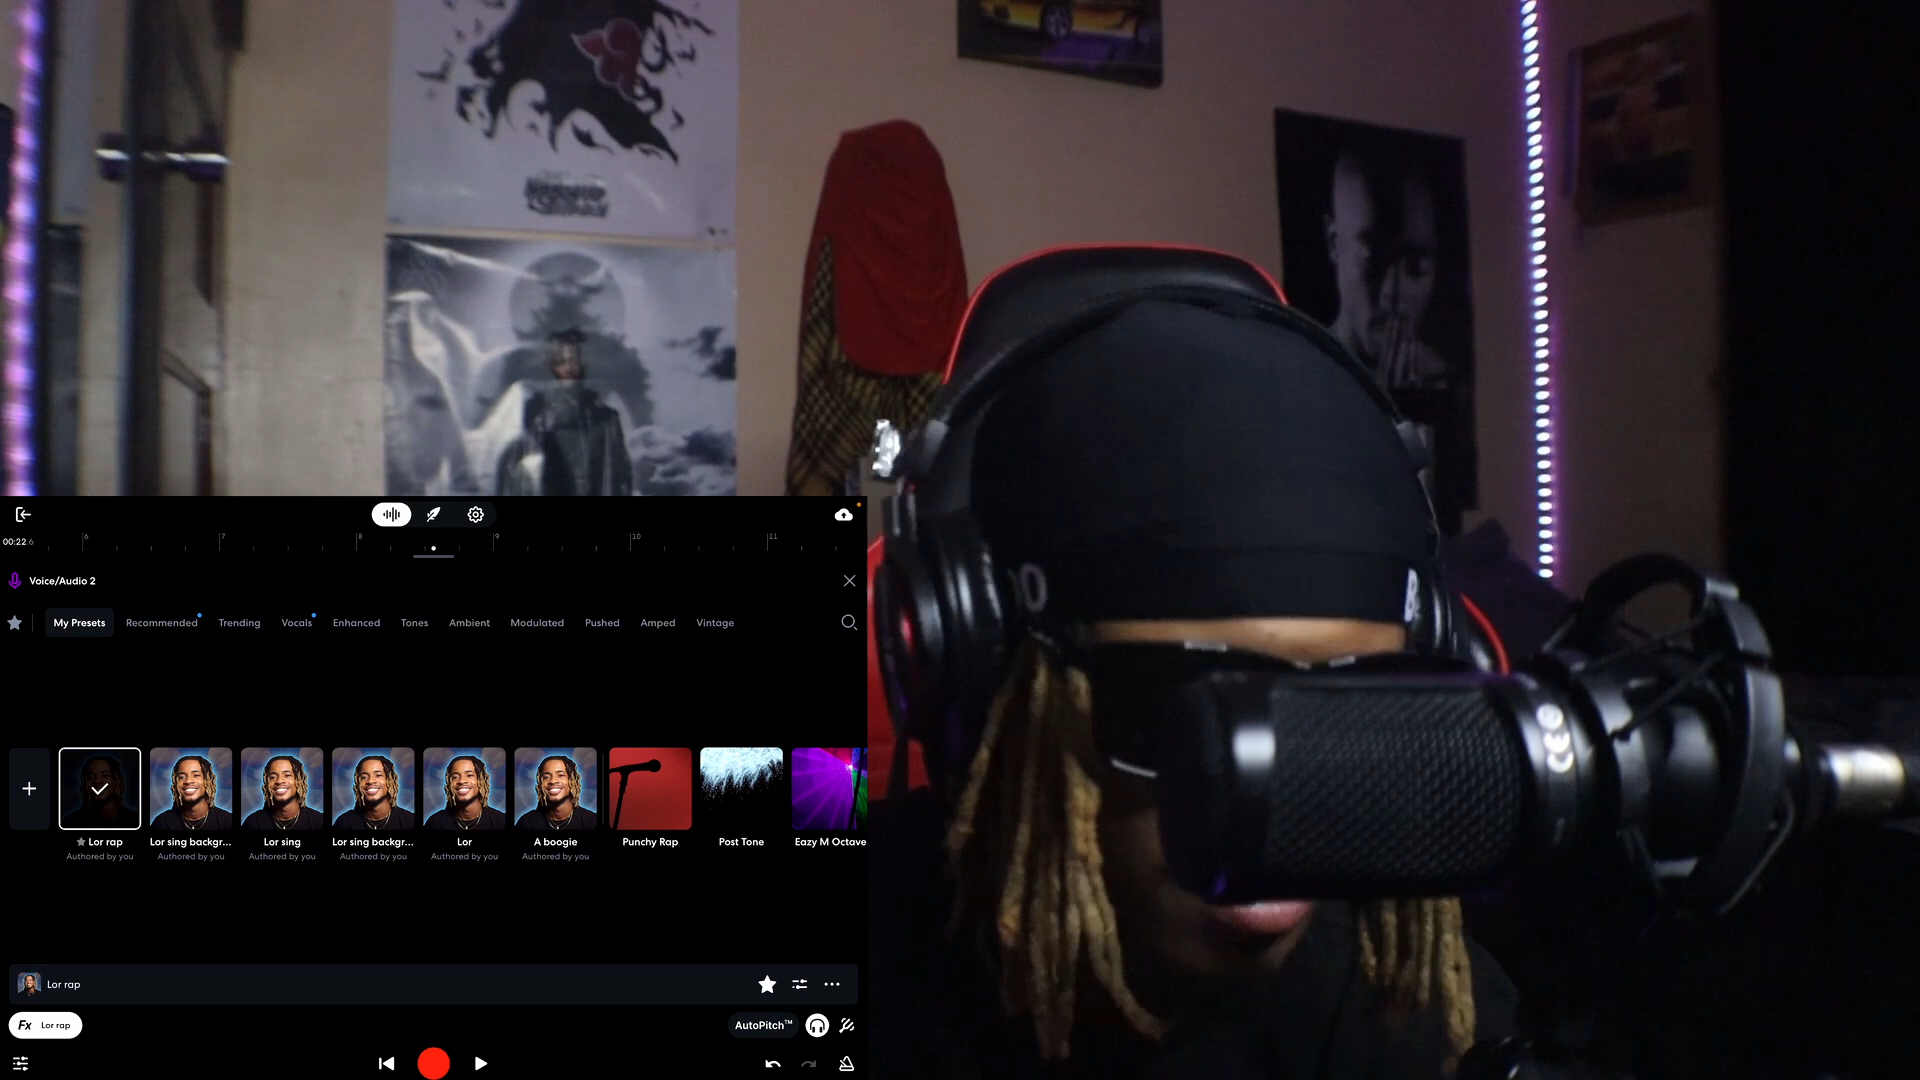 00:22.6
6
7
8
9
10
11
Voice/Audio 2
My Presets
Recommended
Trending
Vocals
Enhanced
Tones
Ambient
Modulated
Pushed
Amped
Vintage
Lor rap
Authored by you
Lor sing backgr...
Authored by you
Lor sing
Authored by you
Lor sing backgr...
Authored by you
Lor
Authored by you
A boogie
Authored by you
Punchy Rap
Post Tone
Eazy M Octave
Lor rap
Fx Lor rap
AutoPitch™